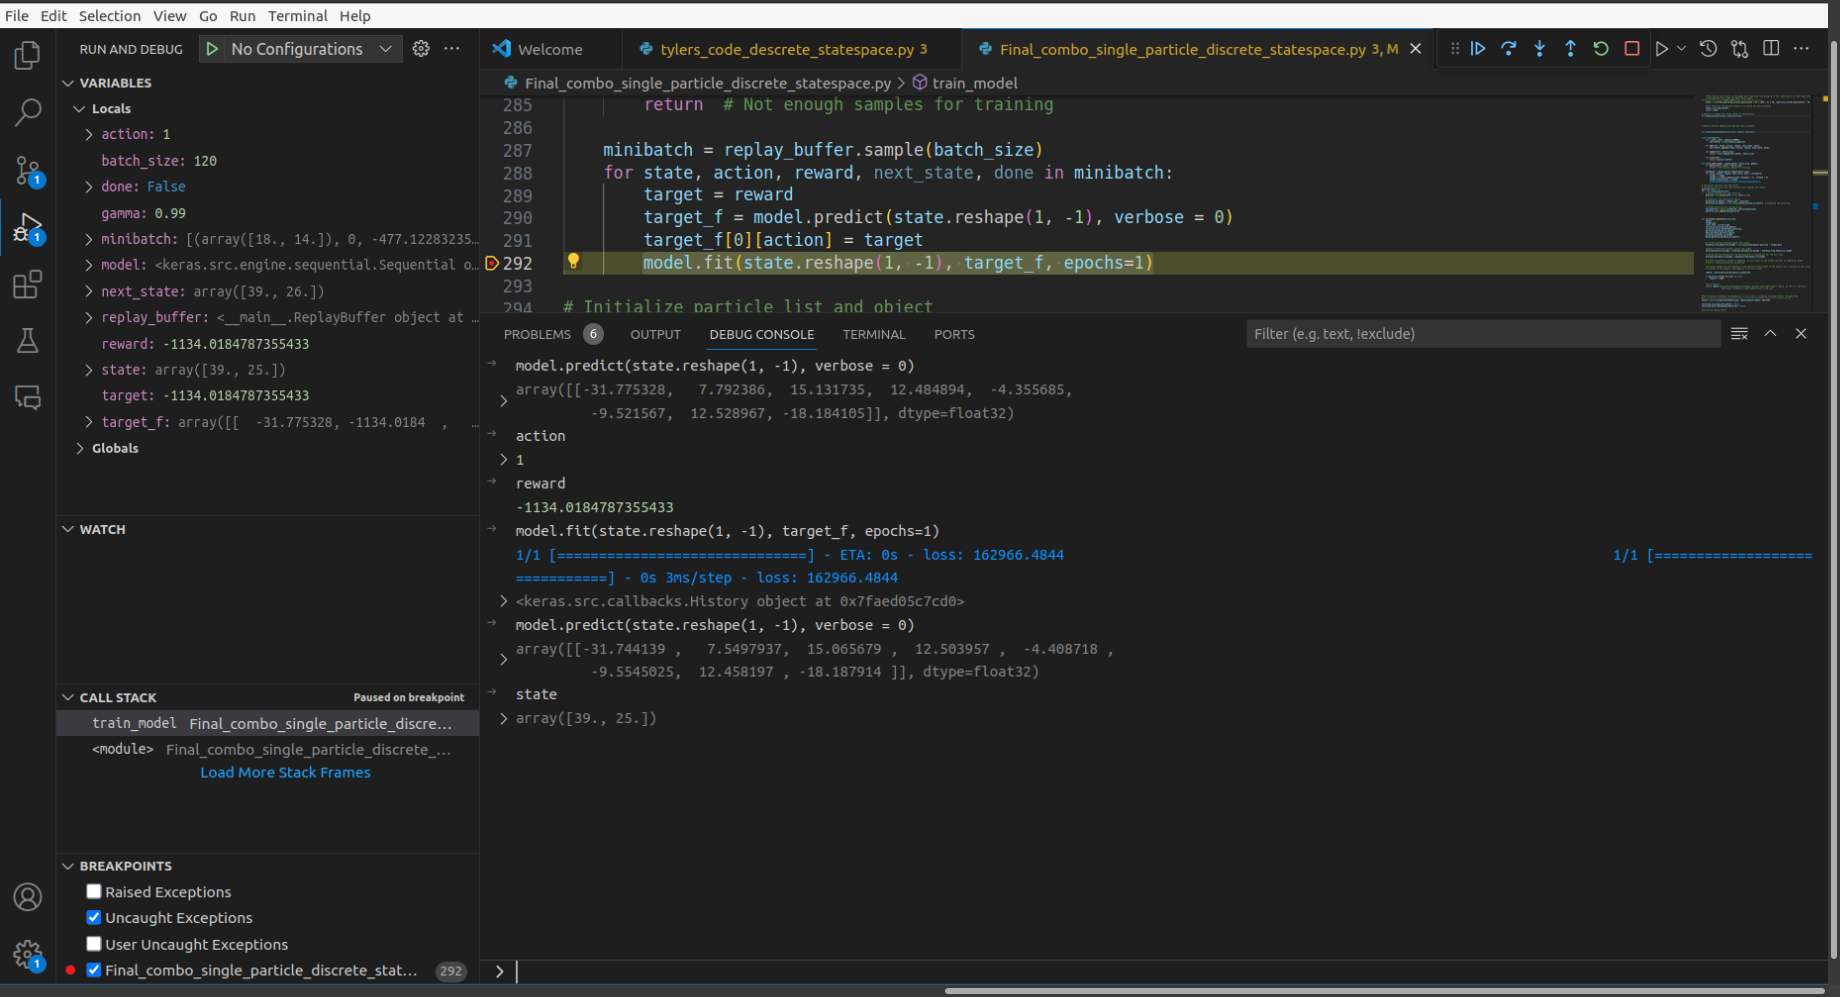 File Edit Selection View Go Run Terminal Help
RUN AND DEBUG No Configurations
Welcome tylers_code_descrete_statespace.py 3 Final_combo_single_particle_discrete_statespace.py 3, M
VARIABLES
Locals
action: 1
batch_size: 120
done: False
gamma: 0.99
minibatch: [(array([18., 14.]), 0, -477.12283235...
model: <keras.src.engine.sequential.Sequential o...
next_state: array([39., 26.])
replay_buffer: <__main__.ReplayBuffer object at ...
reward: -1134.0184787355433
state: array([39., 25.])
target: -1134.0184787355433
target_f: array([[ -31.775328, -1134.0184 , ...
Globals
WATCH
CALL STACK Paused on breakpoint
train_model Final_combo_single_particle_discre...
<module> Final_combo_single_particle_discrete_...
Load More Stack Frames
BREAKPOINTS
Raised Exceptions
Uncaught Exceptions
User Uncaught Exceptions
Final_combo_single_particle_discrete_stat... 292
1
1
1
Final_combo_single_particle_discrete_statespace.py > train_model
285 return # Not enough samples for training
286
287 minibatch = replay_buffer.sample(batch_size)
288 for state, action, reward, next_state, done in minibatch:
289 target = reward
290 target_f = model.predict(state.reshape(1, -1), verbose = 0)
291 target_f[0][action] = target
292 model.fit(state.reshape(1, -1), target_f, epochs=1)
293
294 # Initialize particle list and object
PROBLEMS 6 OUTPUT DEBUG CONSOLE TERMINAL PORTS Filter (e.g. text, !exclude)
model.predict(state.reshape(1, -1), verbose = 0)
array([[-31.775328, 7.792386, 15.131735, 12.484894, -4.355685,
-9.521567, 12.528967, -18.184105]], dtype=float32)
action
1
reward
-1134.0184787355433
model.fit(state.reshape(1, -1), target_f, epochs=1)
1/1 [==============================] - ETA: 0s - loss: 162966.4844 1/1 [===================
===========] - 0s 3ms/step - loss: 162966.4844
<keras.src.callbacks.History object at 0x7faed05c7cd0>
model.predict(state.reshape(1, -1), verbose = 0)
array([[-31.744139 , 7.5497937, 15.065679 , 12.503957 , -4.408718 ,
-9.5545025, 12.458197 , -18.187914 ]], dtype=float32)
state
array([39., 25.])